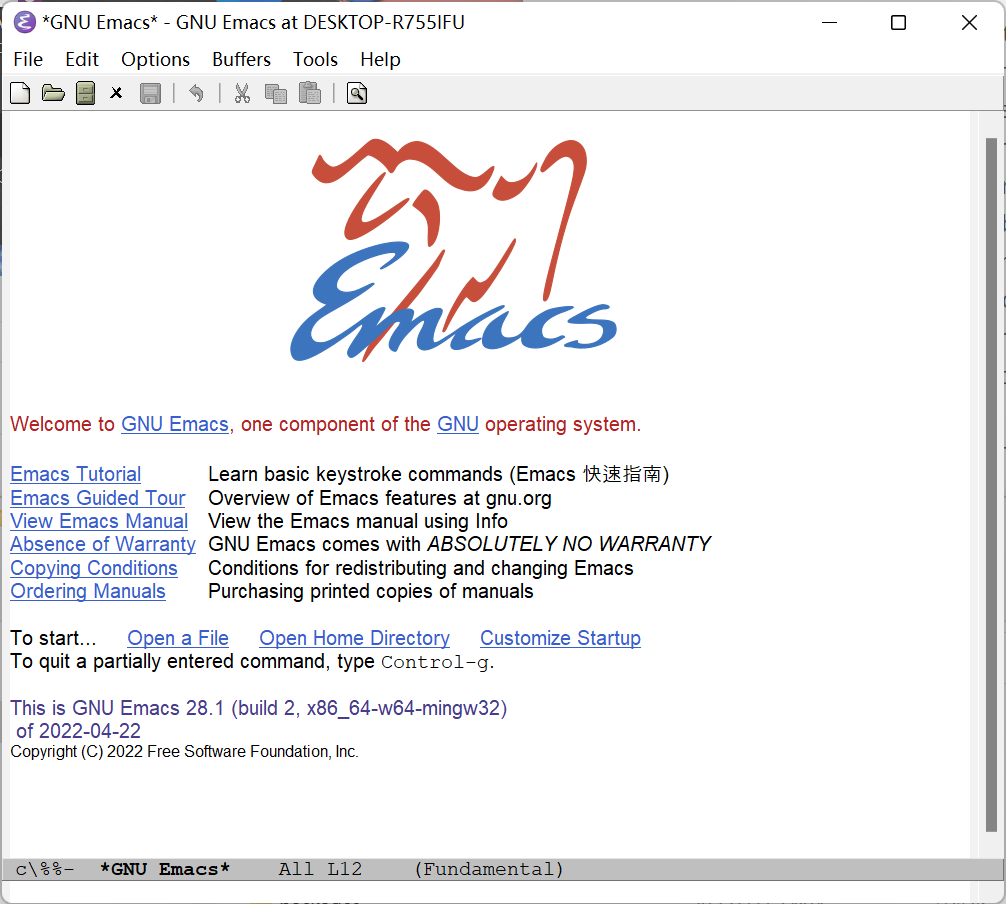 *GNU Emacs* - GNU Emacs at DESKTOP-R755IFU
File Edit Options Buffers Tools Help
Emacs
Welcome to GNU Emacs, one component of the GNU operating system.
Emacs Tutorial Learn basic keystroke commands (Emacs 快速指南)
Emacs Guided Tour Overview of Emacs features at gnu.org
View Emacs Manual View the Emacs manual using Info
Absence of Warranty GNU Emacs comes with ABSOLUTELY NO WARRANTY
Copying Conditions Conditions for redistributing and changing Emacs
Ordering Manuals Purchasing printed copies of manuals
To start... Open a File Open Home Directory Customize Startup
To quit a partially entered command, type Control-g.
This is GNU Emacs 28.1 (build 2, x86_64-w64-mingw32)
of 2022-04-22
Copyright (C) 2022 Free Software Foundation, Inc.
c\%%- *GNU Emacs* All L12 (Fundamental)